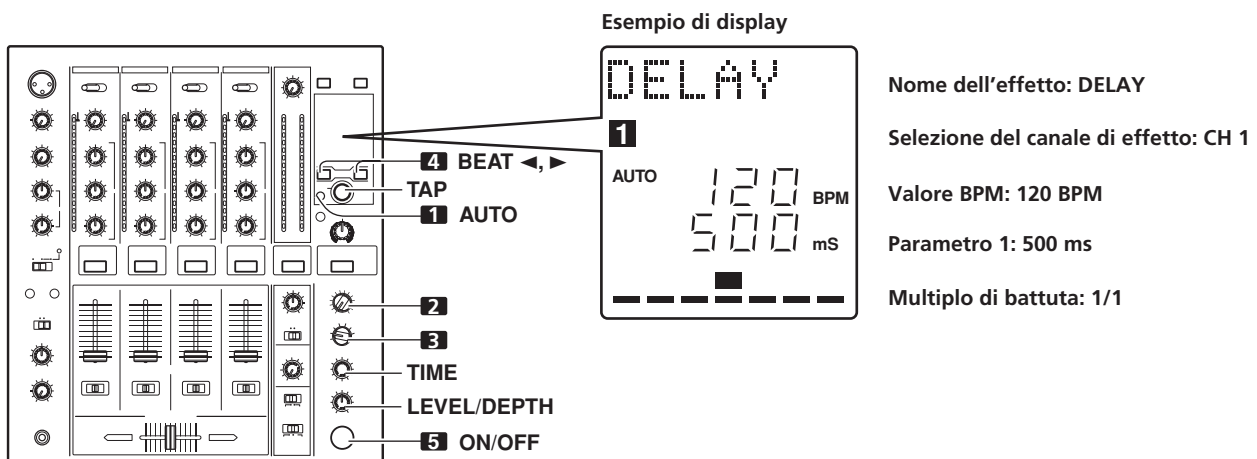 Esempio di display
DELAY
1
AUTO
120 BPM
500 mS
Nome dell'effetto: DELAY
Selezione del canale di effetto: CH 1
Valore BPM: 120 BPM
Parametro 1: 500 ms
Multiplo di battuta: 1/1
4 BEAT ◄, ►
TAP
1 AUTO
2
3
TIME
LEVEL/DEPTH
5 ON/OFF